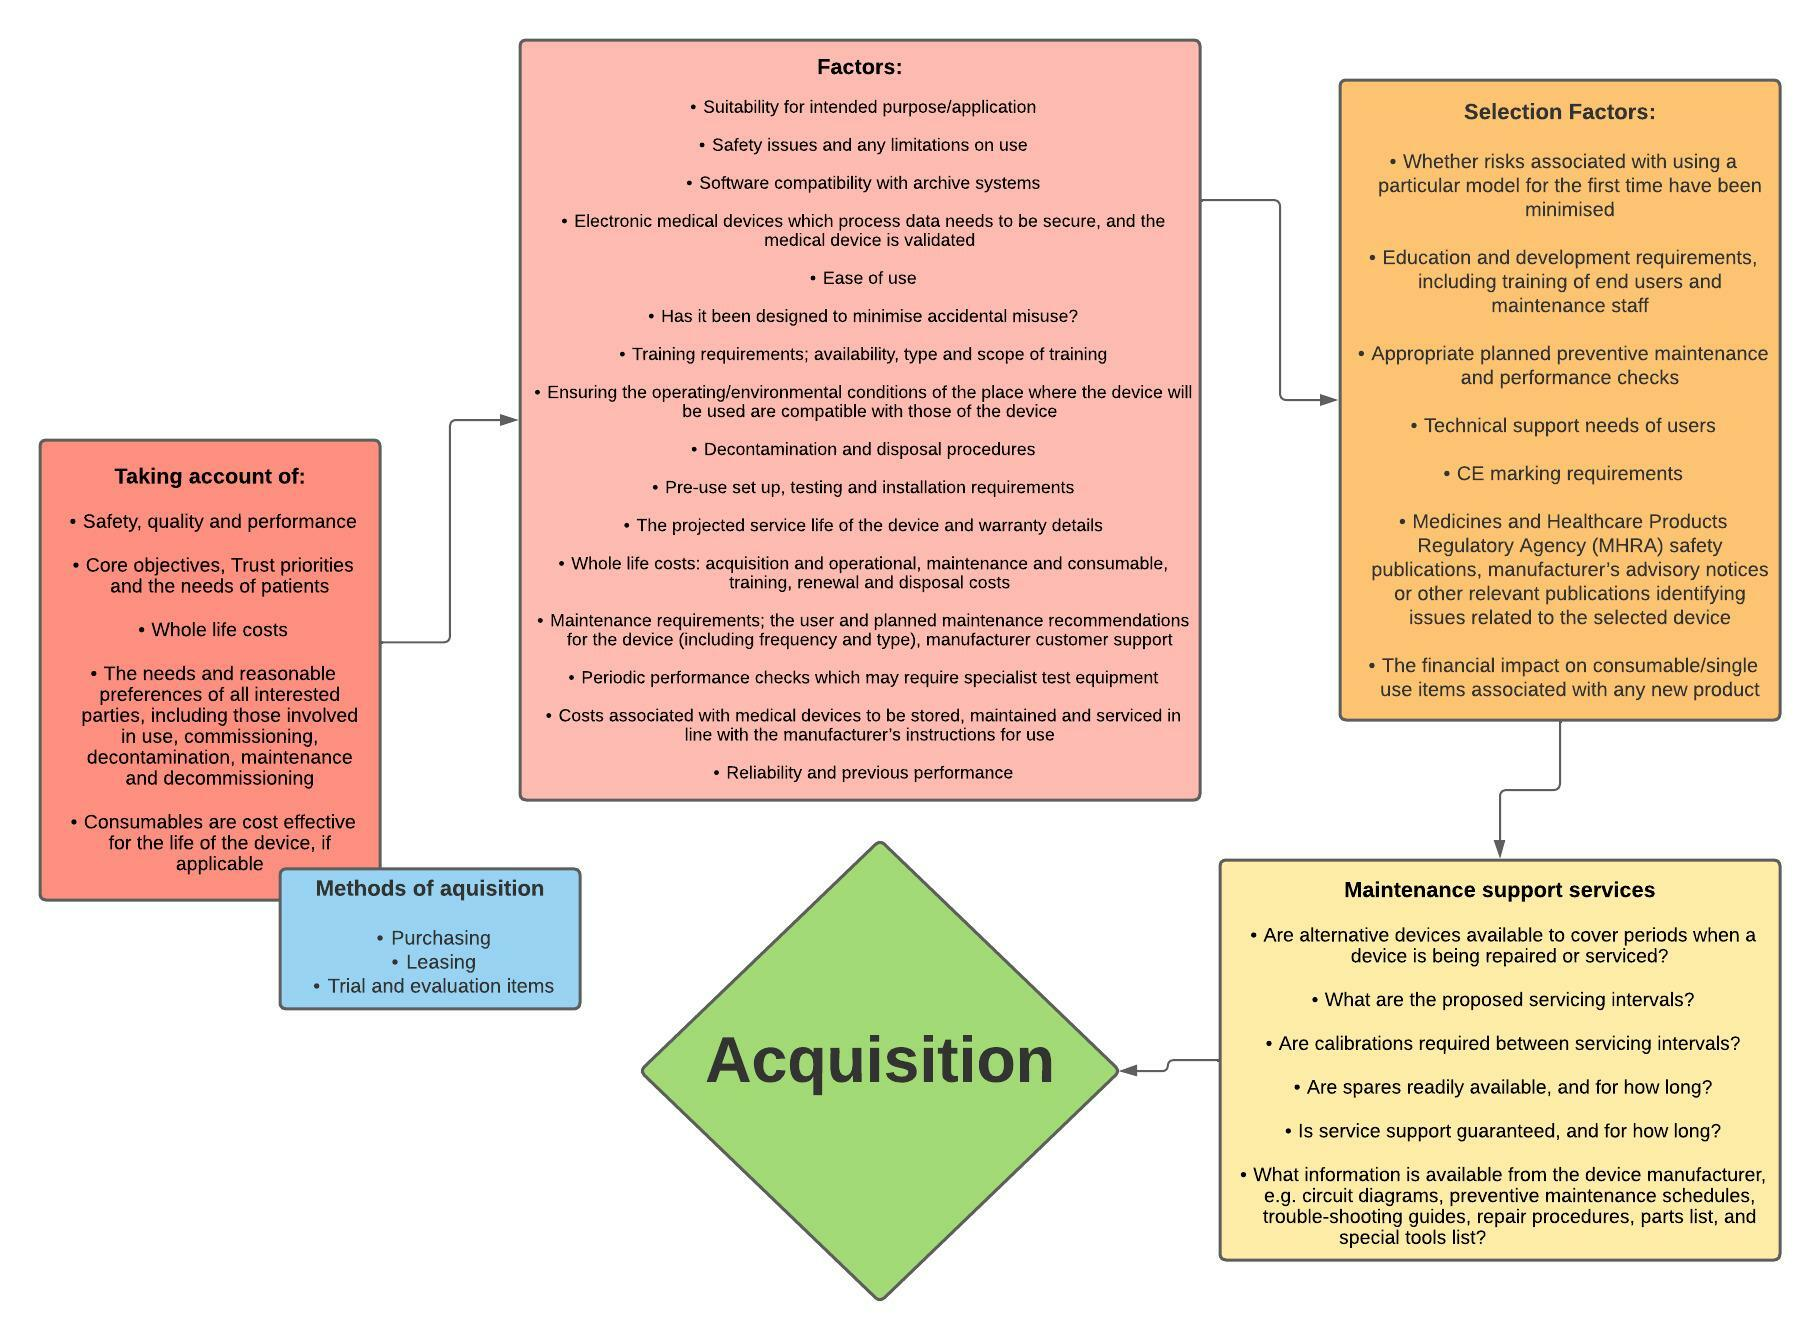 Taking account of:
• Safety, quality and performance
• Core objectives, Trust priorities
and the needs of patients
• Whole life costs
• The needs and reasonable
preferences of all interested
parties, including those involved
in use, commissioning,
decontamination, maintenance
and decommissioning
• Consumables are cost effective
for the life of the device, if
applicable
Methods of aquisition
• Purchasing
• Leasing
• Trial and evaluation items
Factors:
• Suitability for intended purpose/application
• Safety issues and any limitations on use
• Software compatibility with archive systems
• Electronic medical devices which process data needs to be secure, and the
medical device is validated
• Ease of use
• Has it been designed to minimise accidental misuse?
• Training requirements; availability, type and scope of training
• Ensuring the operating/environmental conditions of the place where the device will
be used are compatible with those of the device
• Decontamination and disposal procedures
• Pre-use set up, testing and installation requirements
• The projected service life of the device and warranty details
• Whole life costs: acquisition and operational, maintenance and consumable,
training, renewal and disposal costs
• Maintenance requirements; the user and planned maintenance recommendations
for the device (including frequency and type), manufacturer customer support
• Periodic performance checks which may require specialist test equipment
• Costs associated with medical devices to be stored, maintained and serviced in
line with the manufacturer's instructions for use
• Reliability and previous performance
Selection Factors:
• Whether risks associated with using a
particular model for the first time have been
minimised
• Education and development requirements,
including training of end users and
maintenance staff
• Appropriate planned preventive maintenance
and performance checks
• Technical support needs of users
• CE marking requirements
• Medicines and Healthcare Products
Regulatory Agency (MHRA) safety
publications, manufacturer's advisory notices
or other relevant publications identifying
issues related to the selected device
• The financial impact on consumable/single
use items associated with any new product
Maintenance support services
• Are alternative devices available to cover periods when a
device is being repaired or serviced?
• What are the proposed servicing intervals?
• Are calibrations required between servicing intervals?
• Are spares readily available, and for how long?
• Is service support guaranteed, and for how long?
• What information is available from the device manufacturer,
e.g. circuit diagrams, preventive maintenance schedules,
trouble-shooting guides, repair procedures, parts list, and
special tools list?
Acquisition